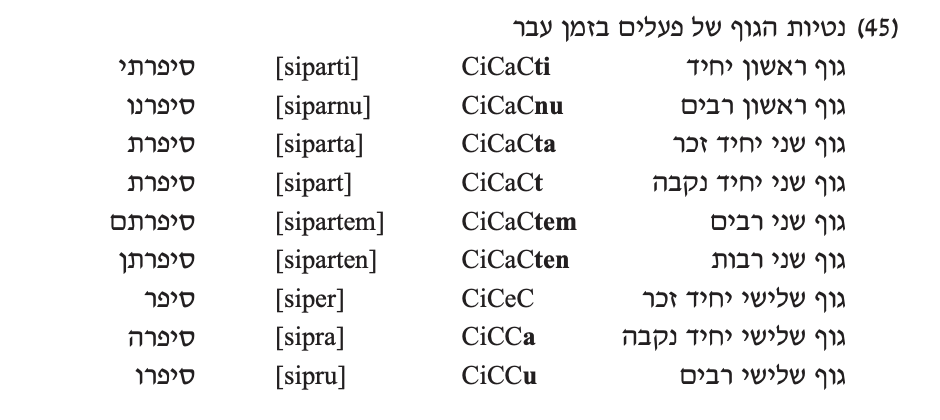 (45) נטיות הגוף של פעלים בזמן עבר
גוף ראשון יחיד CiCaCti [siparti] סיפרתי
גוף ראשון רבים CiCaCnu [siparnu] סיפרנו
גוף שני יחיד זכר CiCaCta [siparta] סיפרת
גוף שני יחיד נקבה CiCaCt [sipart] סיפרת
גוף שני רבים CiCaCtem [sipartem] סיפרתם
גוף שני רבות CiCaCten [siparten] סיפרתן
גוף שלישי יחיד זכר CiCeC [siper] סיפר
גוף שלישי יחיד נקבה CiCCa [sipra] סיפרה
גוף שלישי רבים CiCCu [sipru] סיפרו